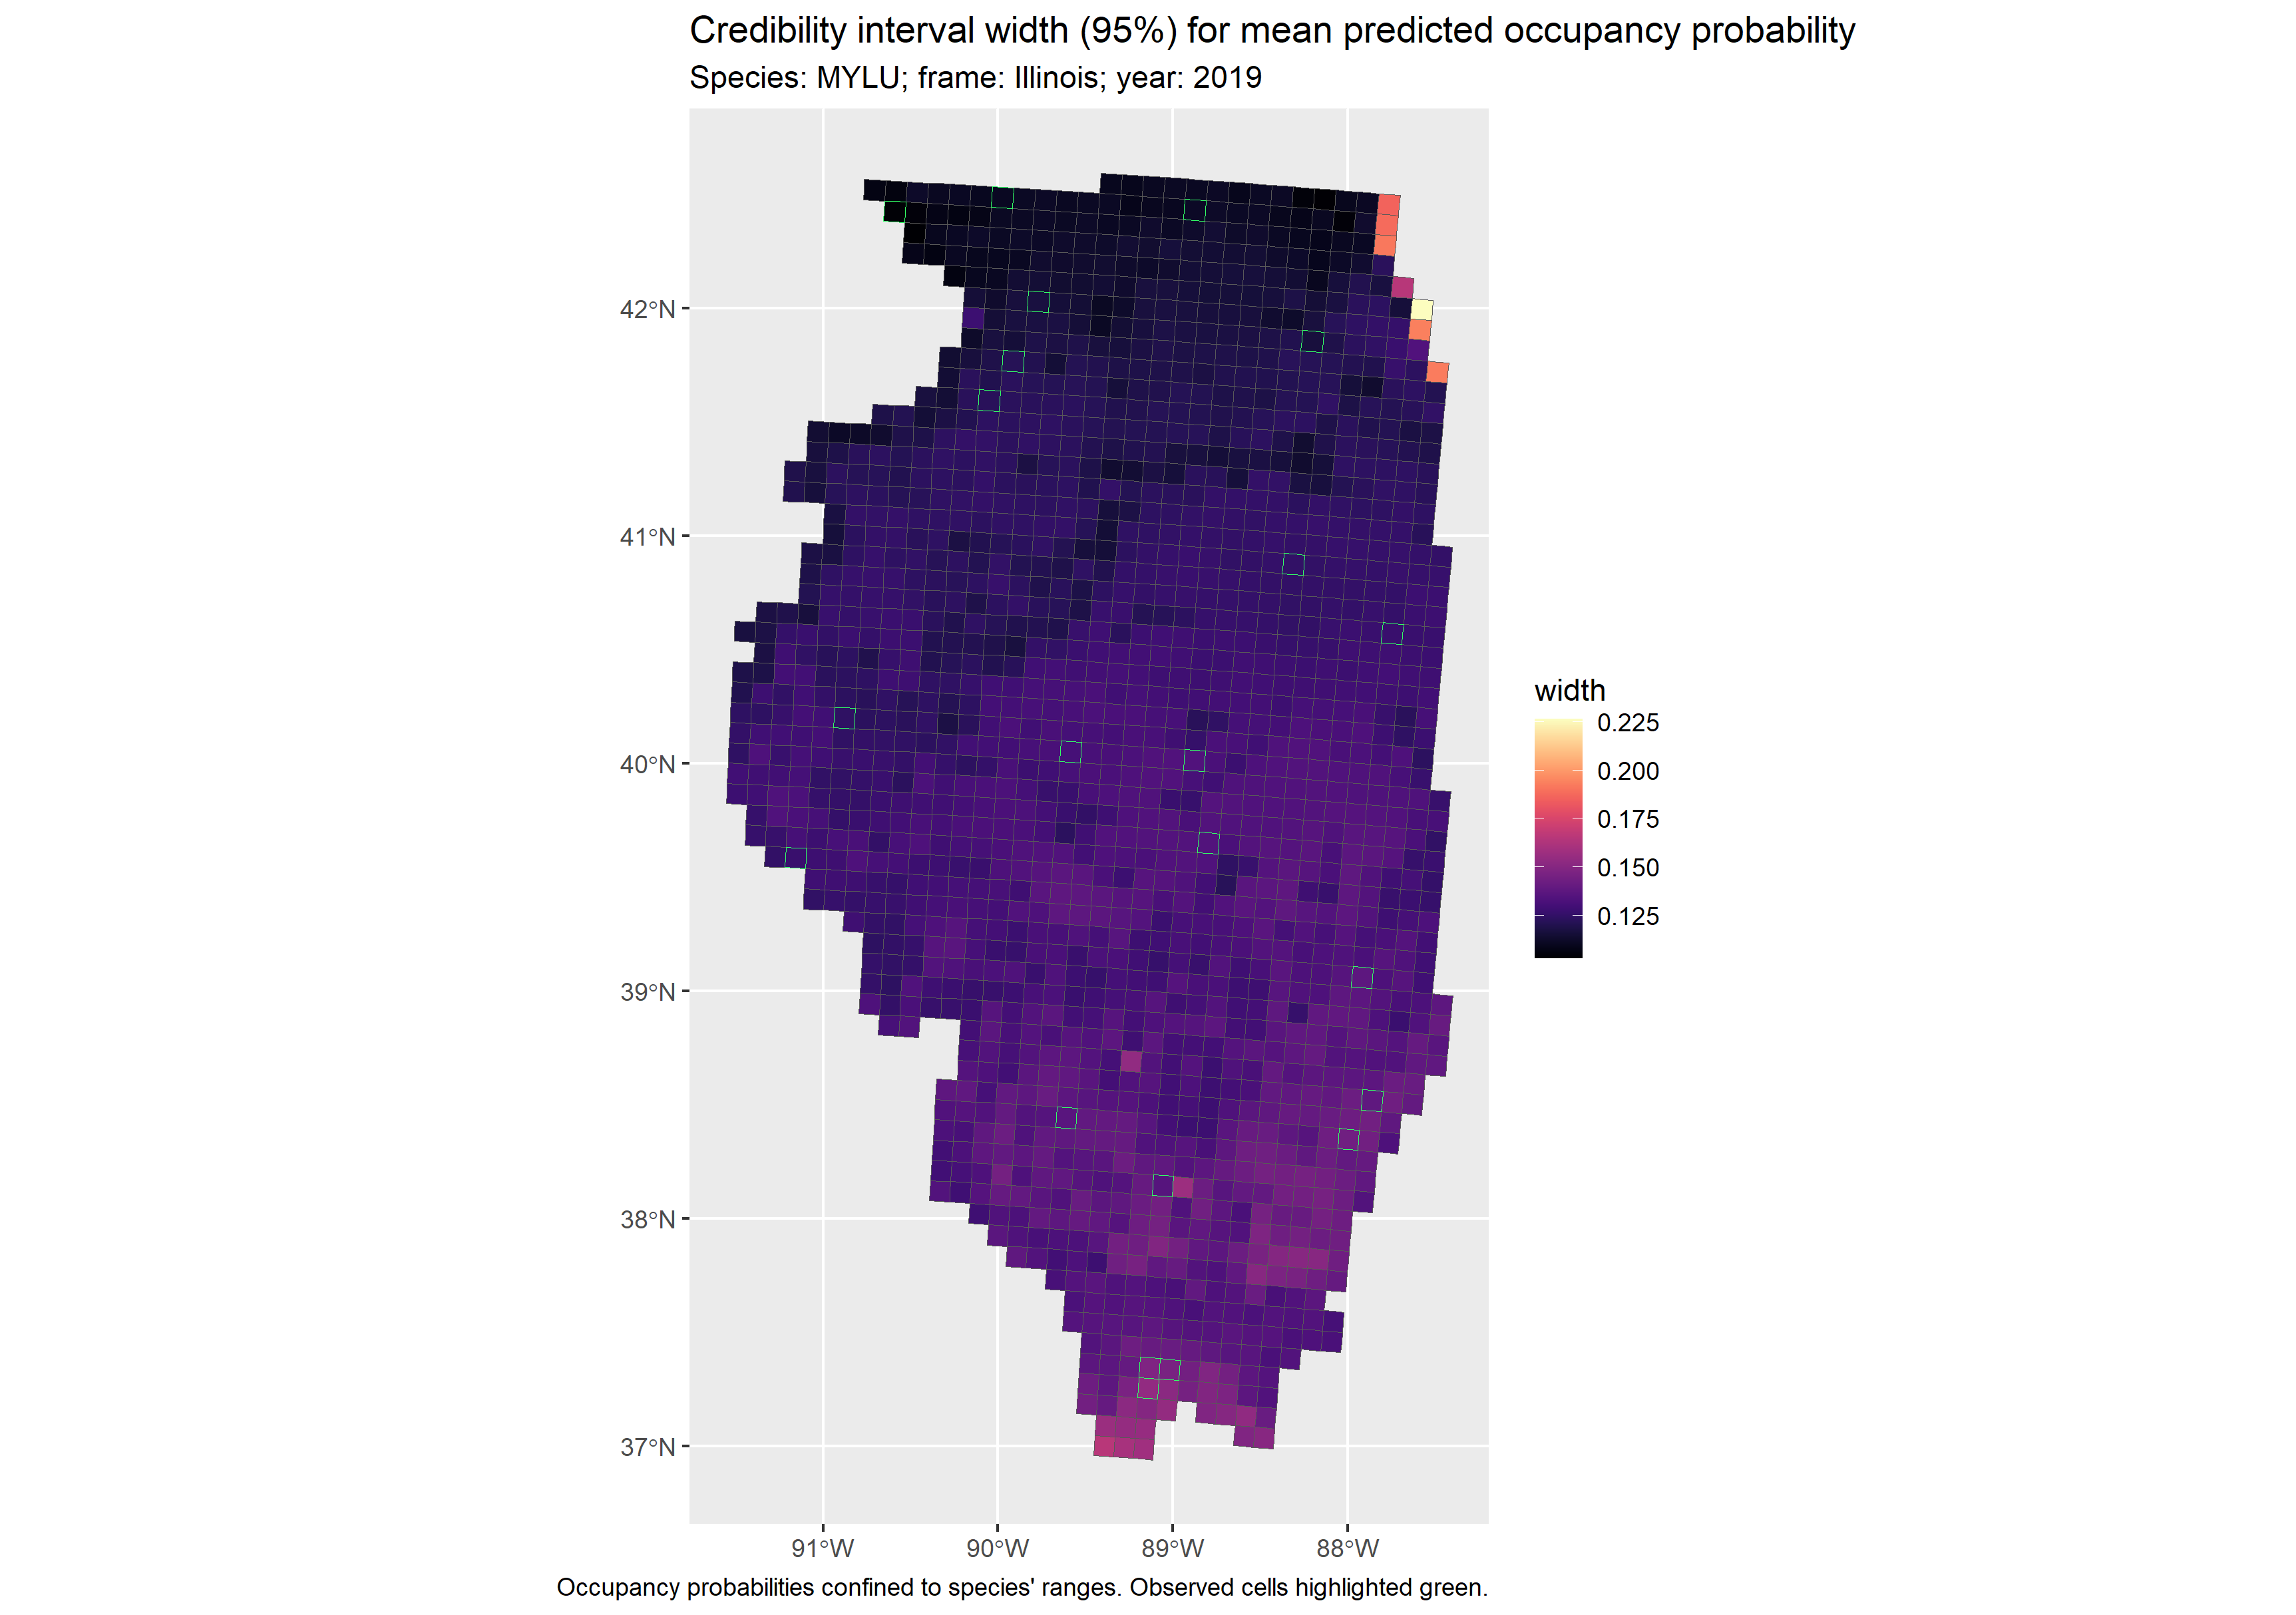 Credibility interval width (95%) for mean predicted occupancy probability
Species: MYLU; frame: Illinois; year: 2019
42°N
41°N
40°N
39°N
38°N
37°N
91°W
90°W
89°W
88°W
width
0.225
0.200
0.175
0.150
0.125
Occupancy probabilities confined to species' ranges. Observed cells highlighted green.